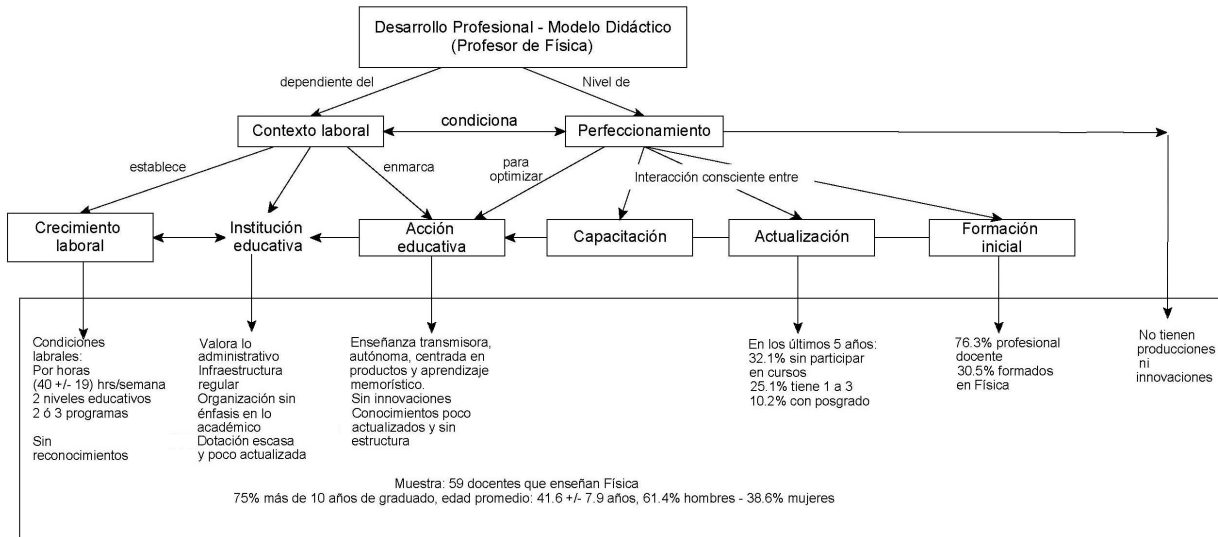 Desarrollo Profesional - Modelo Didáctico
(Profesor de Física)
dependiente del
Nivel de
Contexto laboral
condiciona
Perfeccionamiento
establece
enmarca
para
optimizar
Interacción consciente entre
Crecimiento
laboral
Institución
educativa
Acción
educativa
Capacitación
Actualización
Formación
inicial
Condiciones
labrales:
Por horas
(40 +/- 19) hrs/semana
2 niveles educativos
2 ó 3 programas
Sin
reconocimientos
Valora lo
administrativo
Infraestructura
regular
Organización sin
énfasis en lo
académico
Dotación escasa
y poco actualizada
Enseñanza transmisora,
autónoma, centrada en
productos y aprendizaje
memorístico.
Sin innovaciones
Conocimientos poco
actualizados y sin
estructura
En los últimos 5 años:
32.1% sin participar
en cursos
25.1% tiene 1 a 3
10.2% con posgrado
76.3% profesional
docente
30.5% formados
en Física
No tienen
producciones
ni
innovaciones
Muestra: 59 docentes que enseñan Física
75% más de 10 años de graduado, edad promedio: 41.6 +/- 7.9 años, 61.4% hombres - 38.6% mujeres